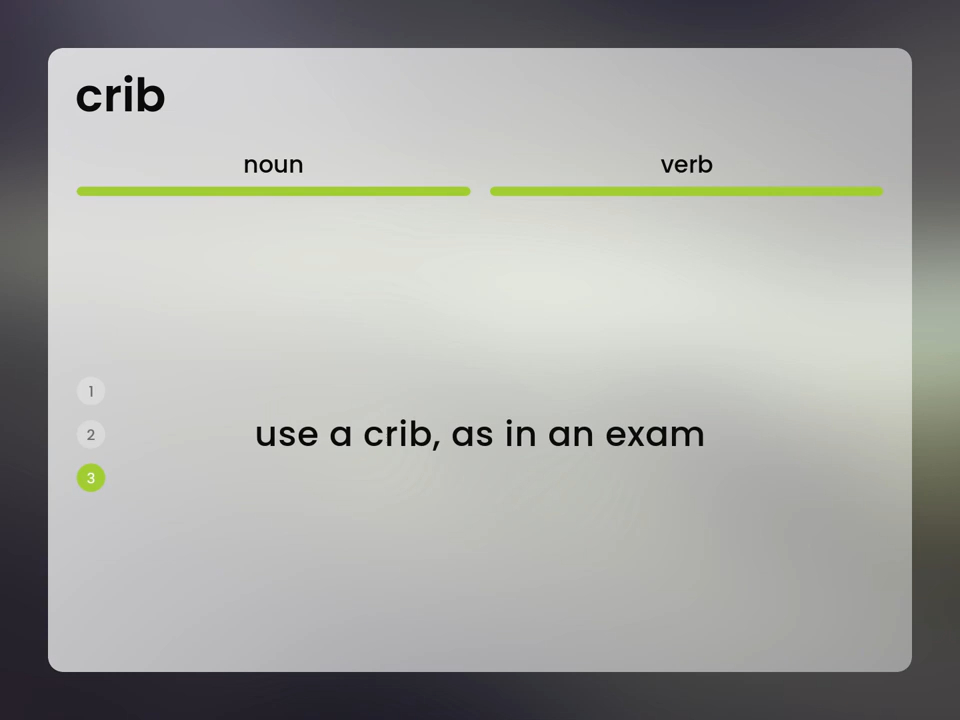 crib
noun
verb
1
2
use a crib, as in an exam
3